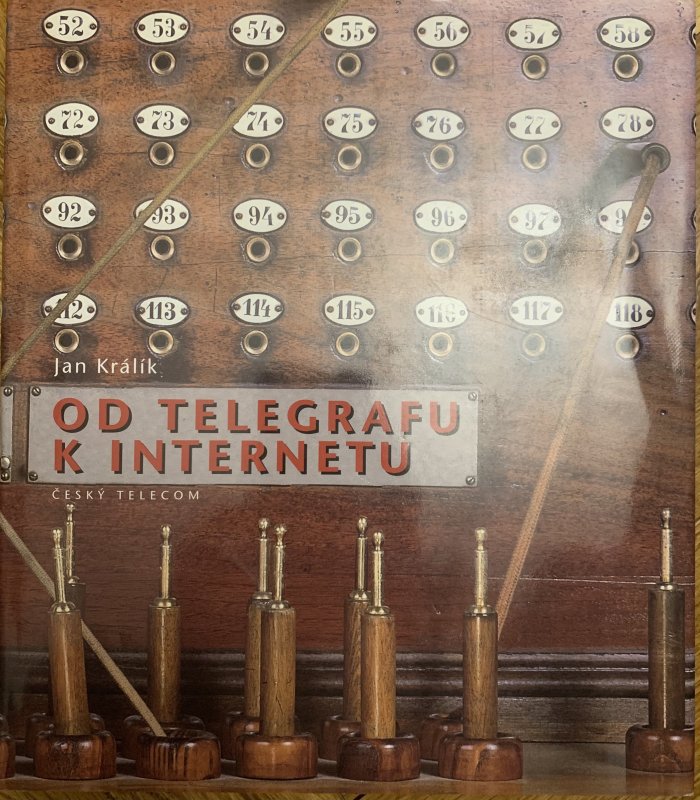 52 53 54 55 56 57 58
72 73 74 75 76 77 78
92 93 94 95 96 97
113 114 115 116 117 118
Jan Králík
OD TELEGRAFU
K INTERNETU
ČESKÝ TELECOM